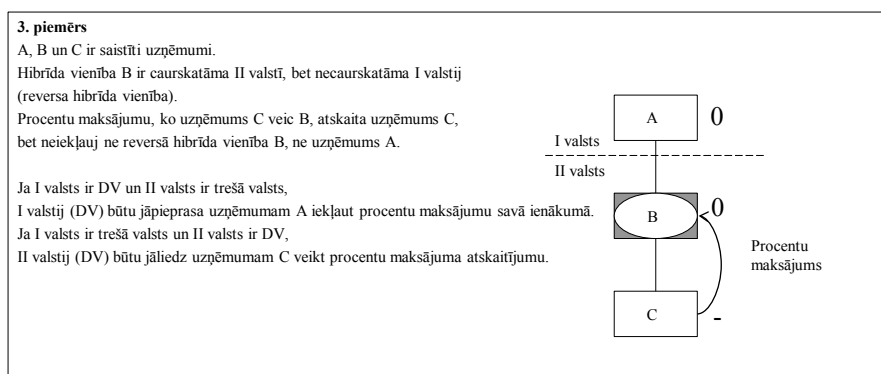 3. piemērs
A, B un C ir saistīti uzņēmumi.
Hibrīda vienība B ir caurskatāma II valstī, bet necaurskatāma I valstij
(reversa hibrīda vienība).
Procentu maksājumu, ko uzņēmums C veic B, atskaita uzņēmums C,
bet neiekļauj ne reversā hibrīda vienība B, ne uzņēmums A.
Ja I valsts ir DV un II valsts ir trešā valsts,
I valstij (DV) būtu jāpieprasa uzņēmumam A iekļaut procentu maksājumu savā ienākumā.
Ja I valsts ir trešā valsts un II valsts ir DV,
II valstij (DV) būtu jāliedz uzņēmumam C veikt procentu maksājuma atskaitījumu.
A 0
I valsts
II valsts
B 0
Procentu
maksājums
C -